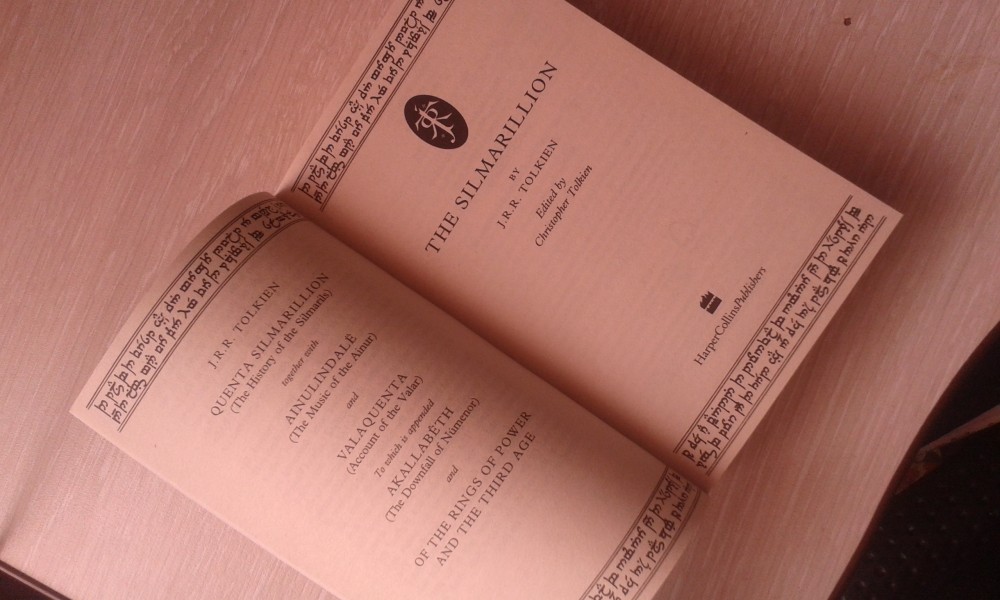 J.R.R. TOLKIEN
QUENTA SILMARILLION
(The History of the Silmarils)
together with
AINULINDALË
(The Music of the Ainur)
and
VALAQUENTA
(Account of the Valar)
To which is appended
AKALLABÊTH
(The Downfall of Númenor)
and
OF THE RINGS OF POWER
AND THE THIRD AGE
THE SILMARILLION
BY
J.R.R. TOLKIEN
Edited by
Christopher Tolkien
HarperCollinsPublishers